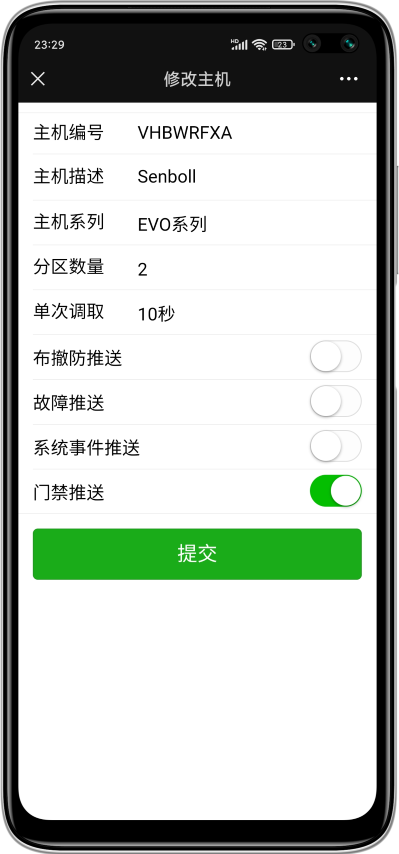 23:29
HD
23
修改主机
主机编号 VHBWRFXA
主机描述 Senboll
主机系列 EVO系列
分区数量 2
单次调取 10秒
布撤防推送
故障推送
系统事件推送
门禁推送
提交